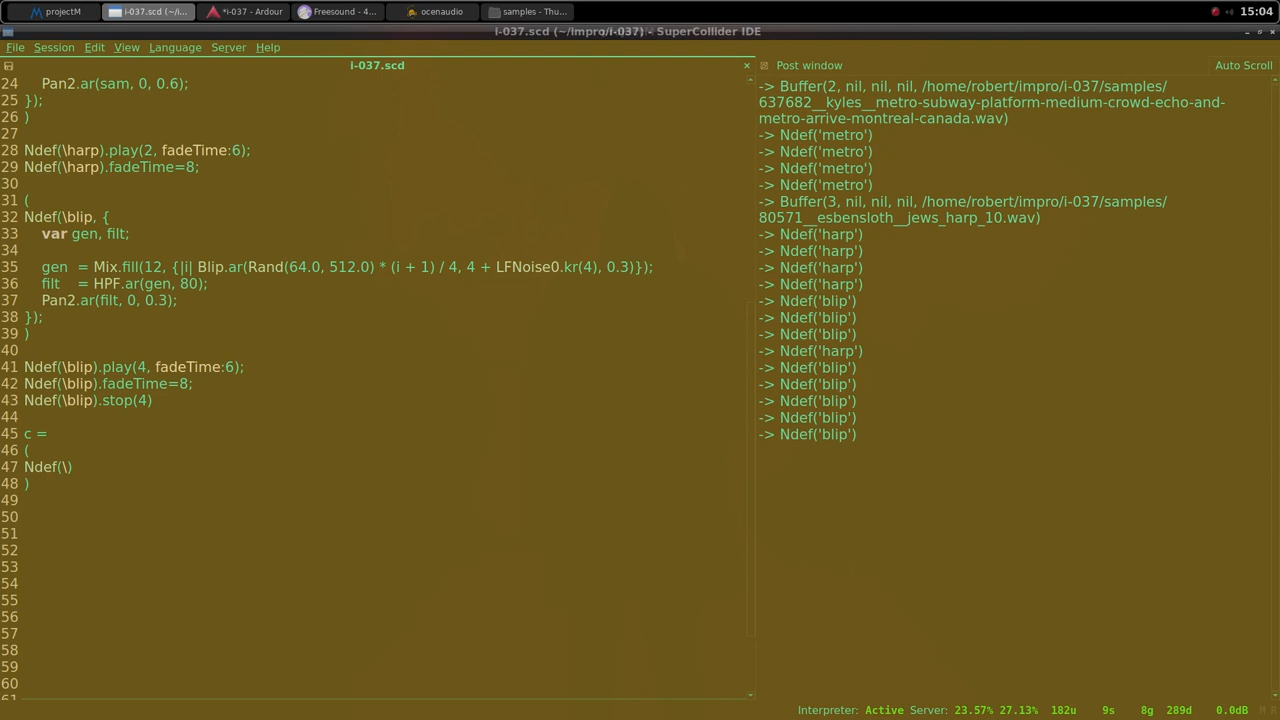 projectM
i-037.scd (~/i...
*i-037 - Ardour
Freesound - 4...
ocenaudio
samples - Thu...
15:04
i-037.scd (~/impro/i-037) - SuperCollider IDE
File Session Edit View Language Server Help
i-037.scd
24 Pan2.ar(sam, 0, 0.6);
25 });
26 )
27
28 Ndef(\harp).play(2, fadeTime:6);
29 Ndef(\harp).fadeTime=8;
30
31 (
32 Ndef(\blip, {
33 var gen, filt;
34
35 gen = Mix.fill(12, {|i| Blip.ar(Rand(64.0, 512.0) * (i + 1) / 4, 4 + LFNoise0.kr(4), 0.3)});
36 filt = HPF.ar(gen, 80);
37 Pan2.ar(filt, 0, 0.3);
38 });
39 )
40
41 Ndef(\blip).play(4, fadeTime:6);
42 Ndef(\blip).fadeTime=8;
43 Ndef(\blip).stop(4)
44
45 c =
46 (
47 Ndef(\)
48 )
49
50
51
52
53
54
55
56
57
58
59
60
61
Post window
Auto Scroll
-> Buffer(2, nil, nil, nil, /home/robert/impro/i-037/samples/
637682__kyles__metro-subway-platform-medium-crowd-echo-and-
metro-arrive-montreal-canada.wav)
-> Ndef('metro')
-> Ndef('metro')
-> Ndef('metro')
-> Ndef('metro')
-> Buffer(3, nil, nil, nil, /home/robert/impro/i-037/samples/
80571__esbensloth__jews_harp_10.wav)
-> Ndef('harp')
-> Ndef('harp')
-> Ndef('harp')
-> Ndef('harp')
-> Ndef('blip')
-> Ndef('blip')
-> Ndef('blip')
-> Ndef('harp')
-> Ndef('blip')
-> Ndef('blip')
-> Ndef('blip')
-> Ndef('blip')
-> Ndef('blip')
Interpreter: Active Server: 23.57% 27.13% 182u 9s 8g 289d 0.0dB M